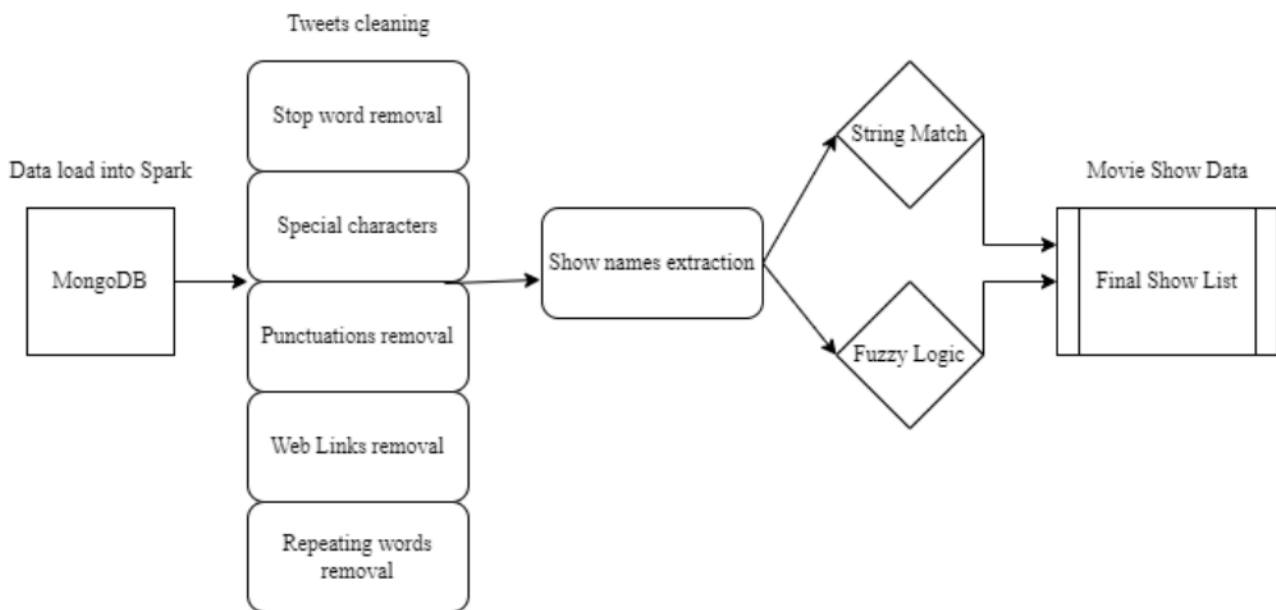 Tweets cleaning
Stop word removal
Data load into Spark
Special characters
MongoDB
Punctuations removal
Web Links removal
Repeating words
removal
Show names extraction
String Match
Fuzzy Logic
Movie Show Data
Final Show List